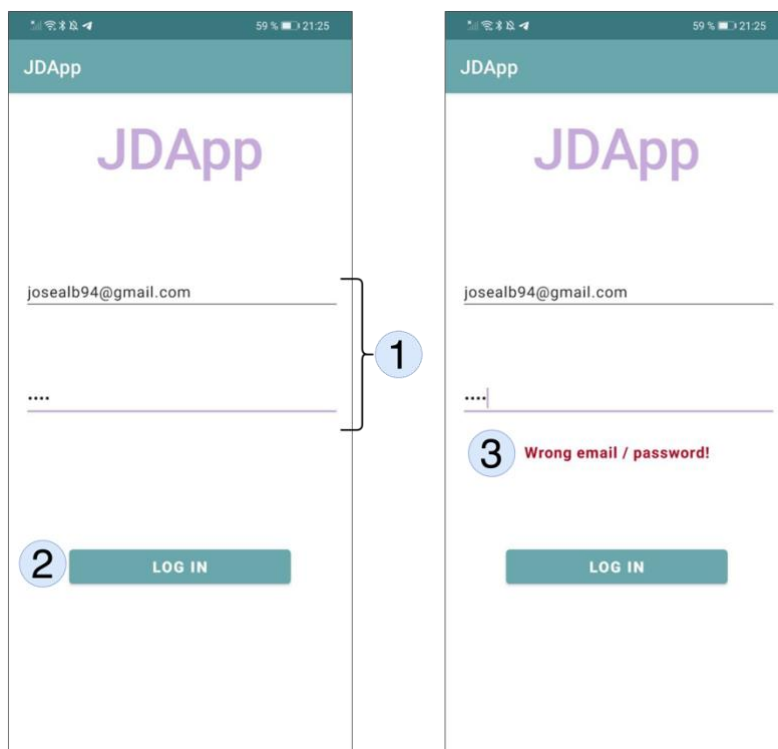 59 % 21:25
JDApp
JDApp
josealb94@gmail.com
••••
1
2
LOG IN
59 % 21:25
JDApp
JDApp
josealb94@gmail.com
••••
3 Wrong email / password!
LOG IN